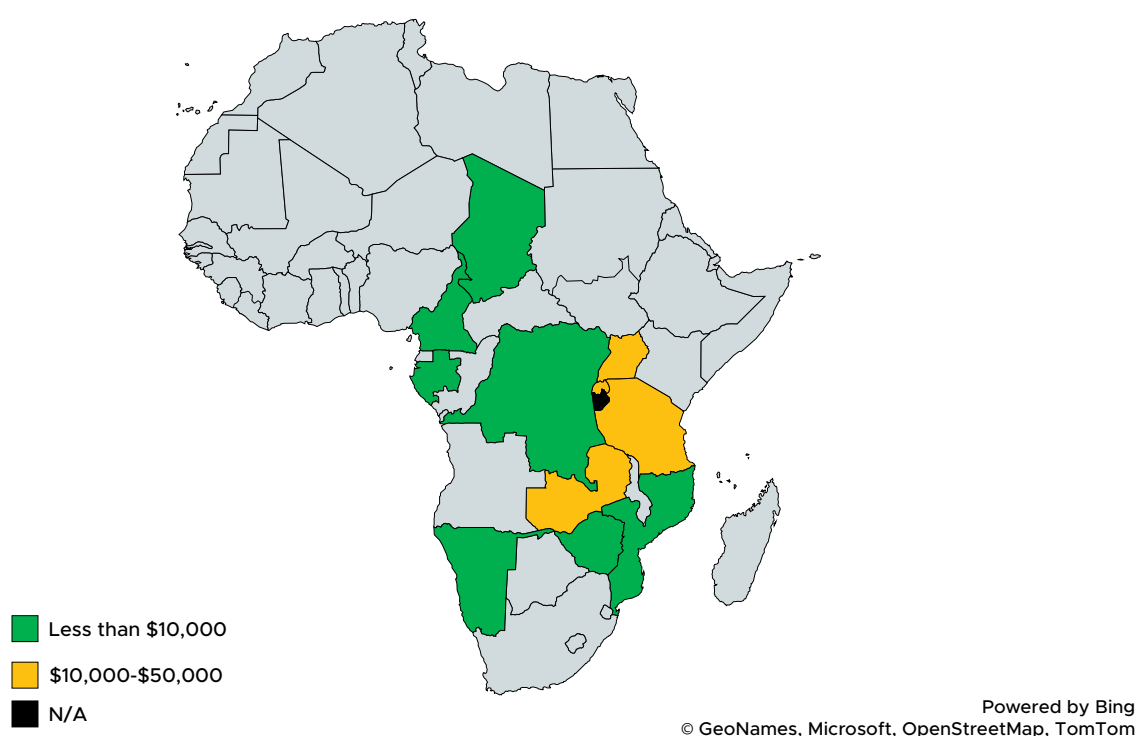 Less than $10,000
$10,000-$50,000
N/A
Powered by Bing
© GeoNames, Microsoft, OpenStreetMap, TomTom